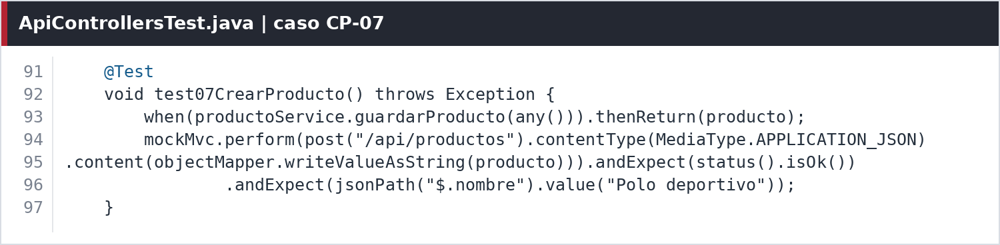 ApiControllersTest.java | caso CP-07
91 @Test
92 void test07CrearProducto() throws Exception {
93 when(productoService.guardarProducto(any())).thenReturn(producto);
94 mockMvc.perform(post("/api/productos").contentType(MediaType.APPLICATION_JSON)
95 .content(objectMapper.writeValueAsString(producto))).andExpect(status().isOk())
96 .andExpect(jsonPath("$.nombre").value("Polo deportivo"));
97 }